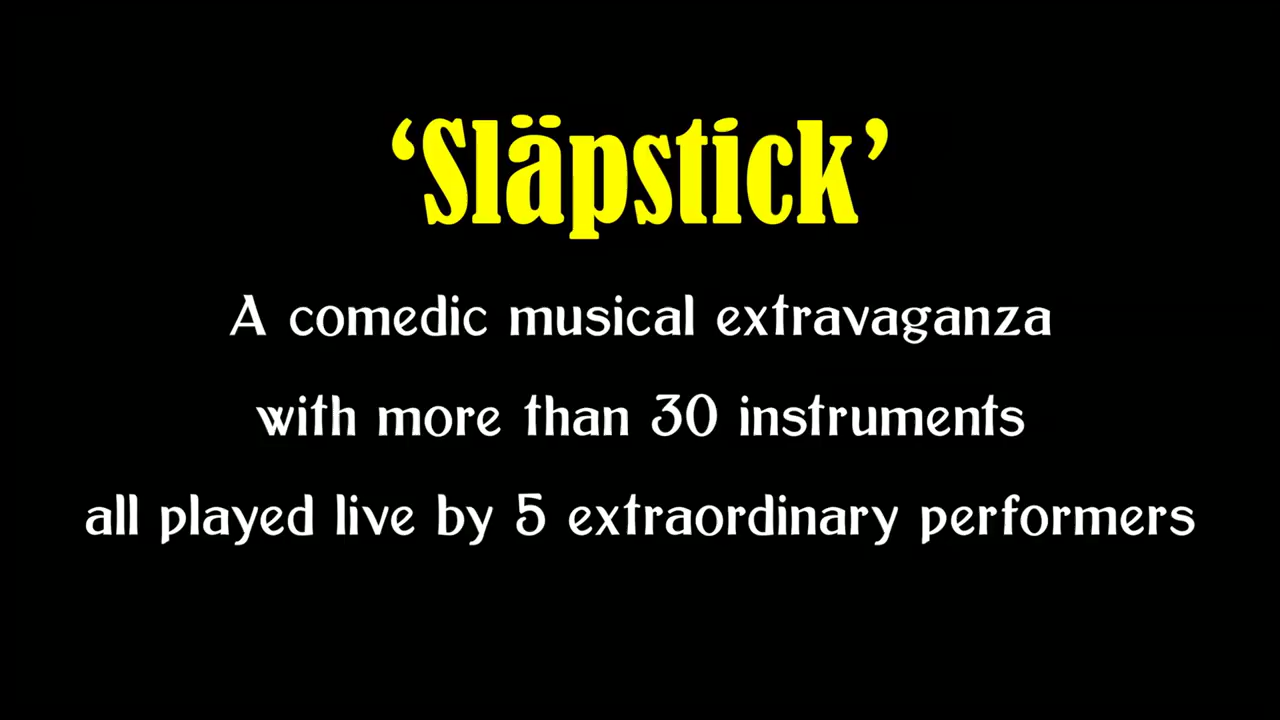 ‘Släpstick’
A comedic musical extravaganza
with more than 30 instruments
all played live by 5 extraordinary performers